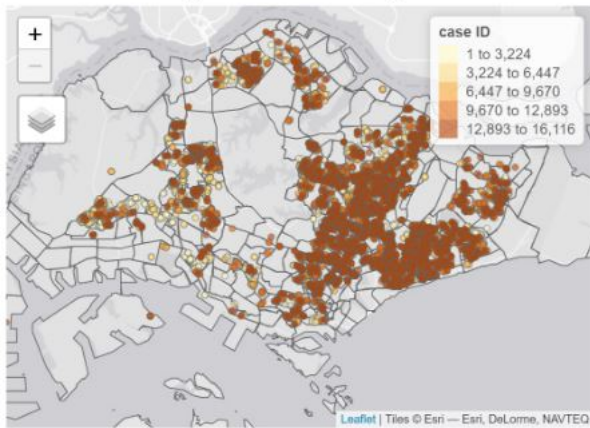 +
−
case ID
1 to 3,224
3,224 to 6,447
6,447 to 9,670
9,670 to 12,893
12,893 to 16,116
Leaflet | Tiles © Esri — Esri, DeLorme, NAVTEQ